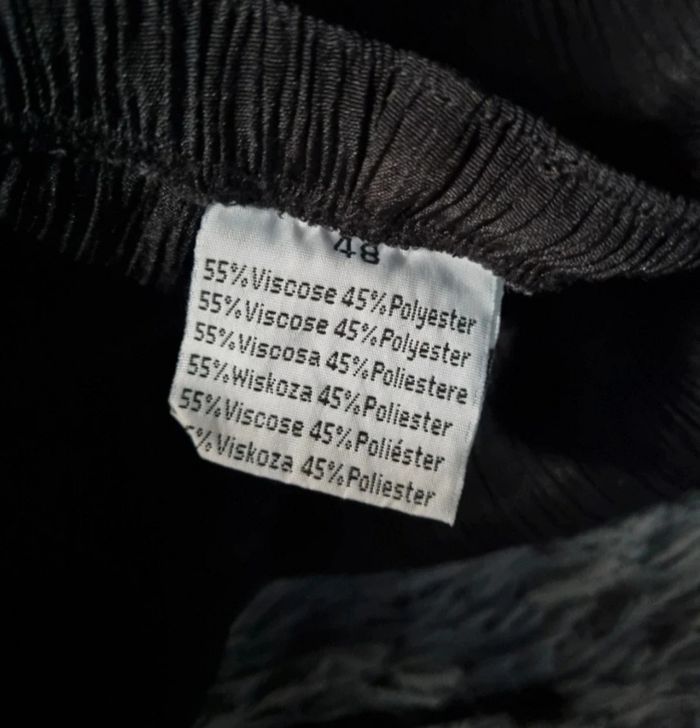 48
55%Viscose 45%Polyester
55%Viscose 45%Polyester
55%Viscosa 45%Poliestere
55%Wiskoza 45%Poliester
55%Viscose 45%Poliéster
5%Viskoza 45%Poliester